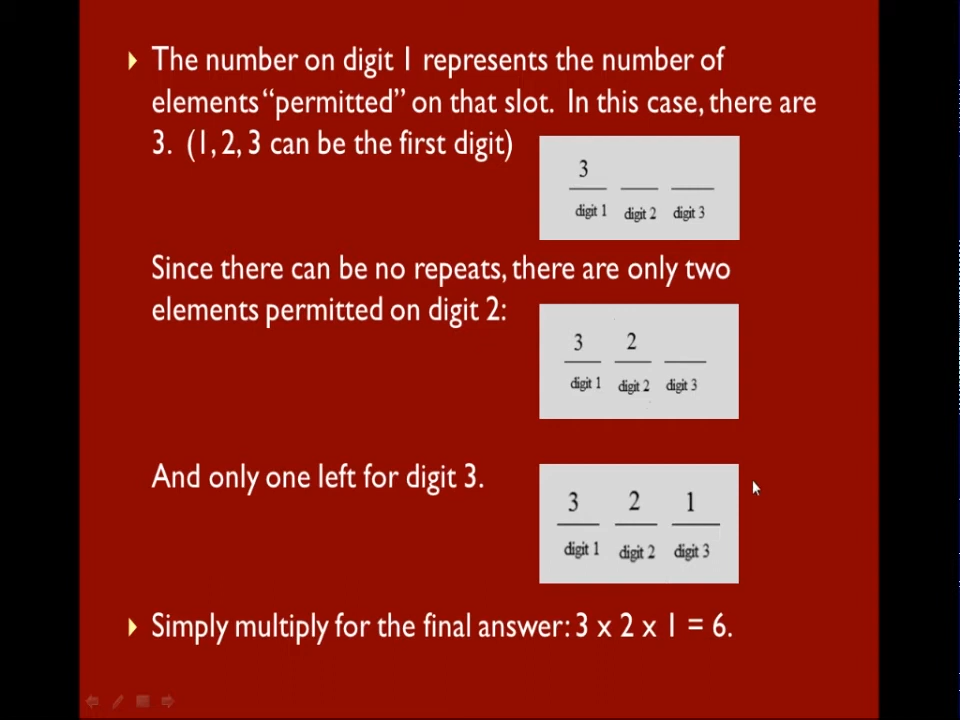 The number on digit 1 represents the number of
elements “permitted” on that slot. In this case, there are
3. (1, 2, 3 can be the first digit)
3
digit 1 digit 2 digit 3
Since there can be no repeats, there are only two
elements permitted on digit 2:
3 2
digit 1 digit 2 digit 3
And only one left for digit 3.
3 2 1
digit 1 digit 2 digit 3
Simply multiply for the final answer: 3 x 2 x 1 = 6.